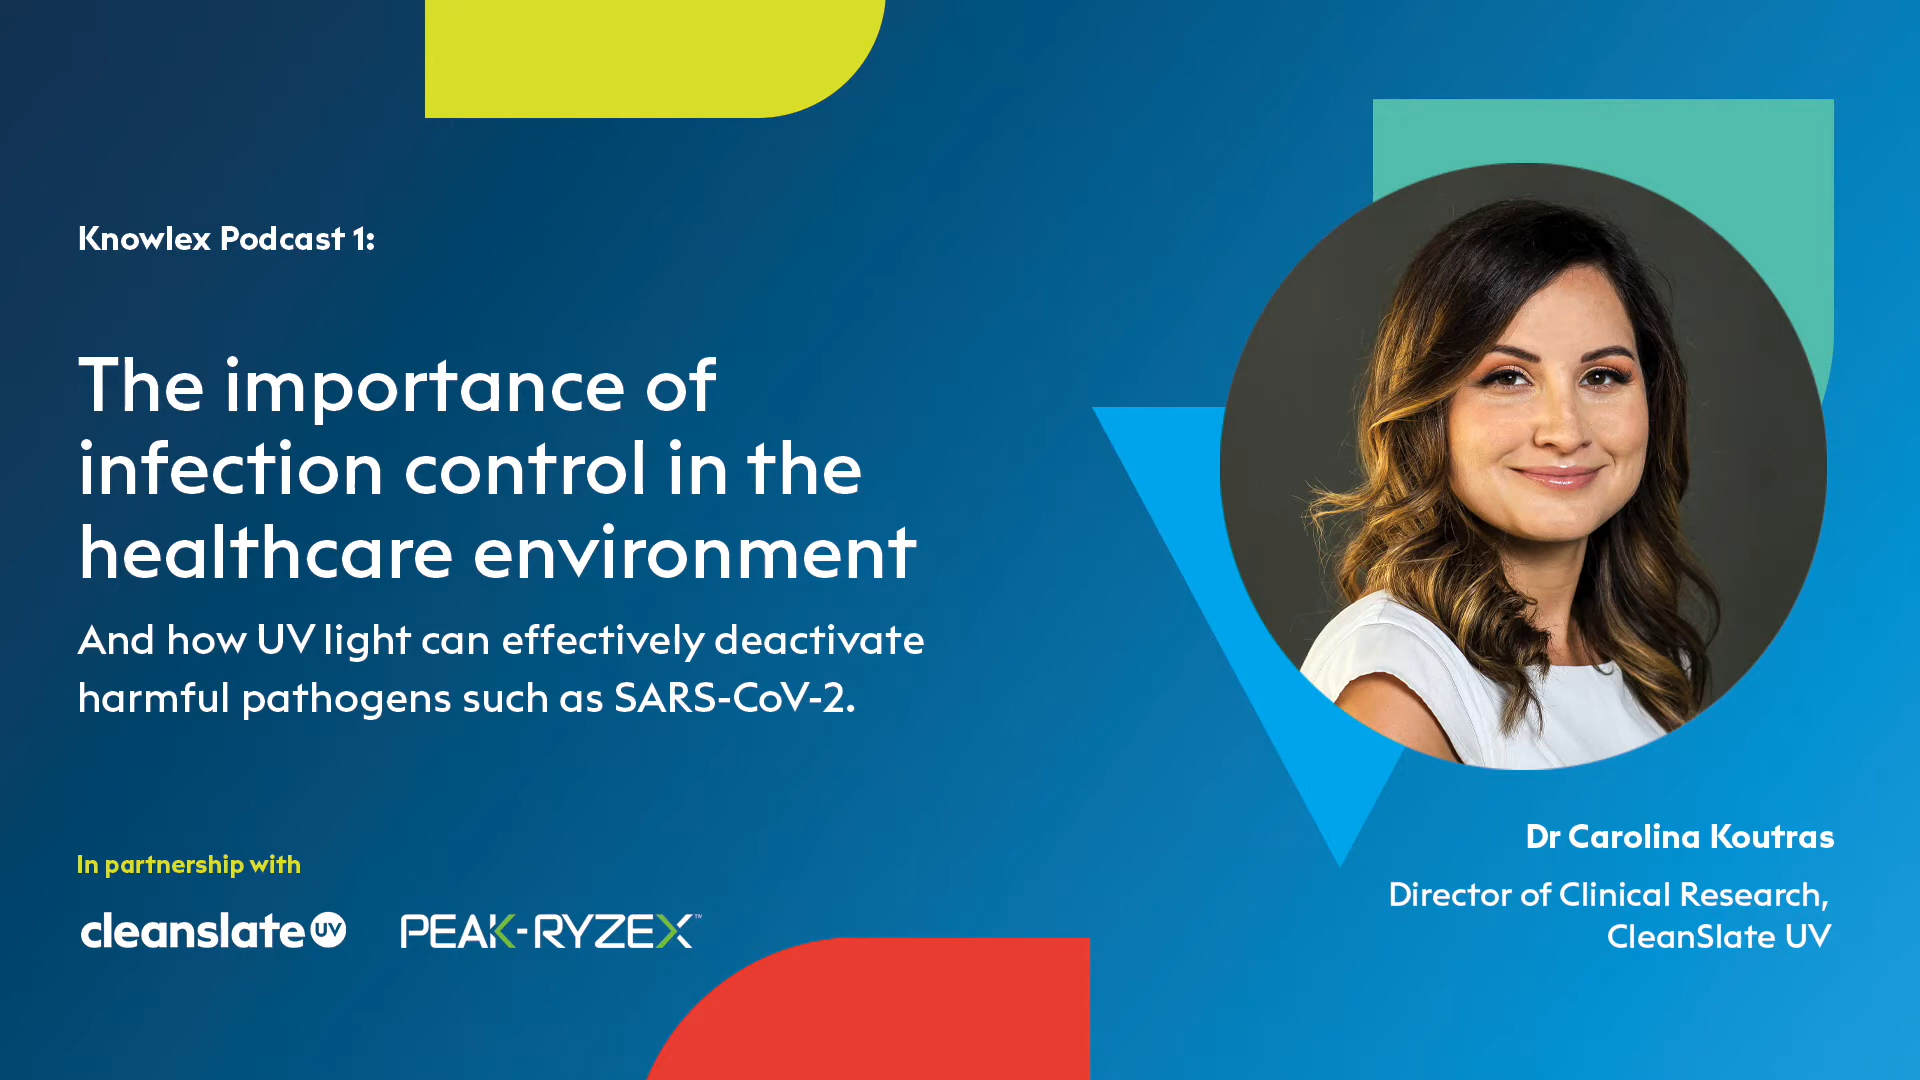 Knowlex Podcast 1:
The importance of
infection control in the
healthcare environment
And how UV light can effectively deactivate
harmful pathogens such as SARS-CoV-2.
In partnership with
cleanslate UV
PEAK-RYZEX™
Dr Carolina Koutras
Director of Clinical Research,
CleanSlate UV